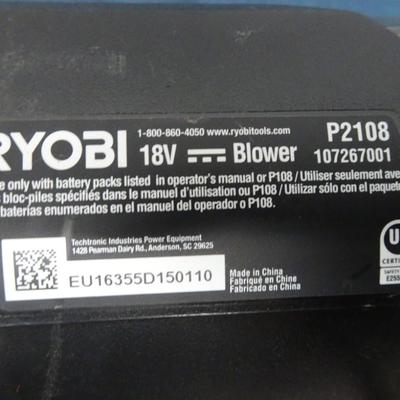 1-800-860-4050 www.ryobitools.com
RYOBI 18V Blower P2108
107267001
e only with battery packs listed in operator's manual or P108 / Utiliser seulement avec
s bloc-piles spécifiés dans le manuel d'utilisation ou P108 / Utilizar sólo con el paquete
baterías enumerados en el manual del operador o P108.
Techtronic Industries Power Equipment
1428 Pearman Dairy Rd., Anderson, SC 29625
EU16355D150110
Made in China
Fabriqué en Chine
Fabricado en China
U
CERTI
SAFETY